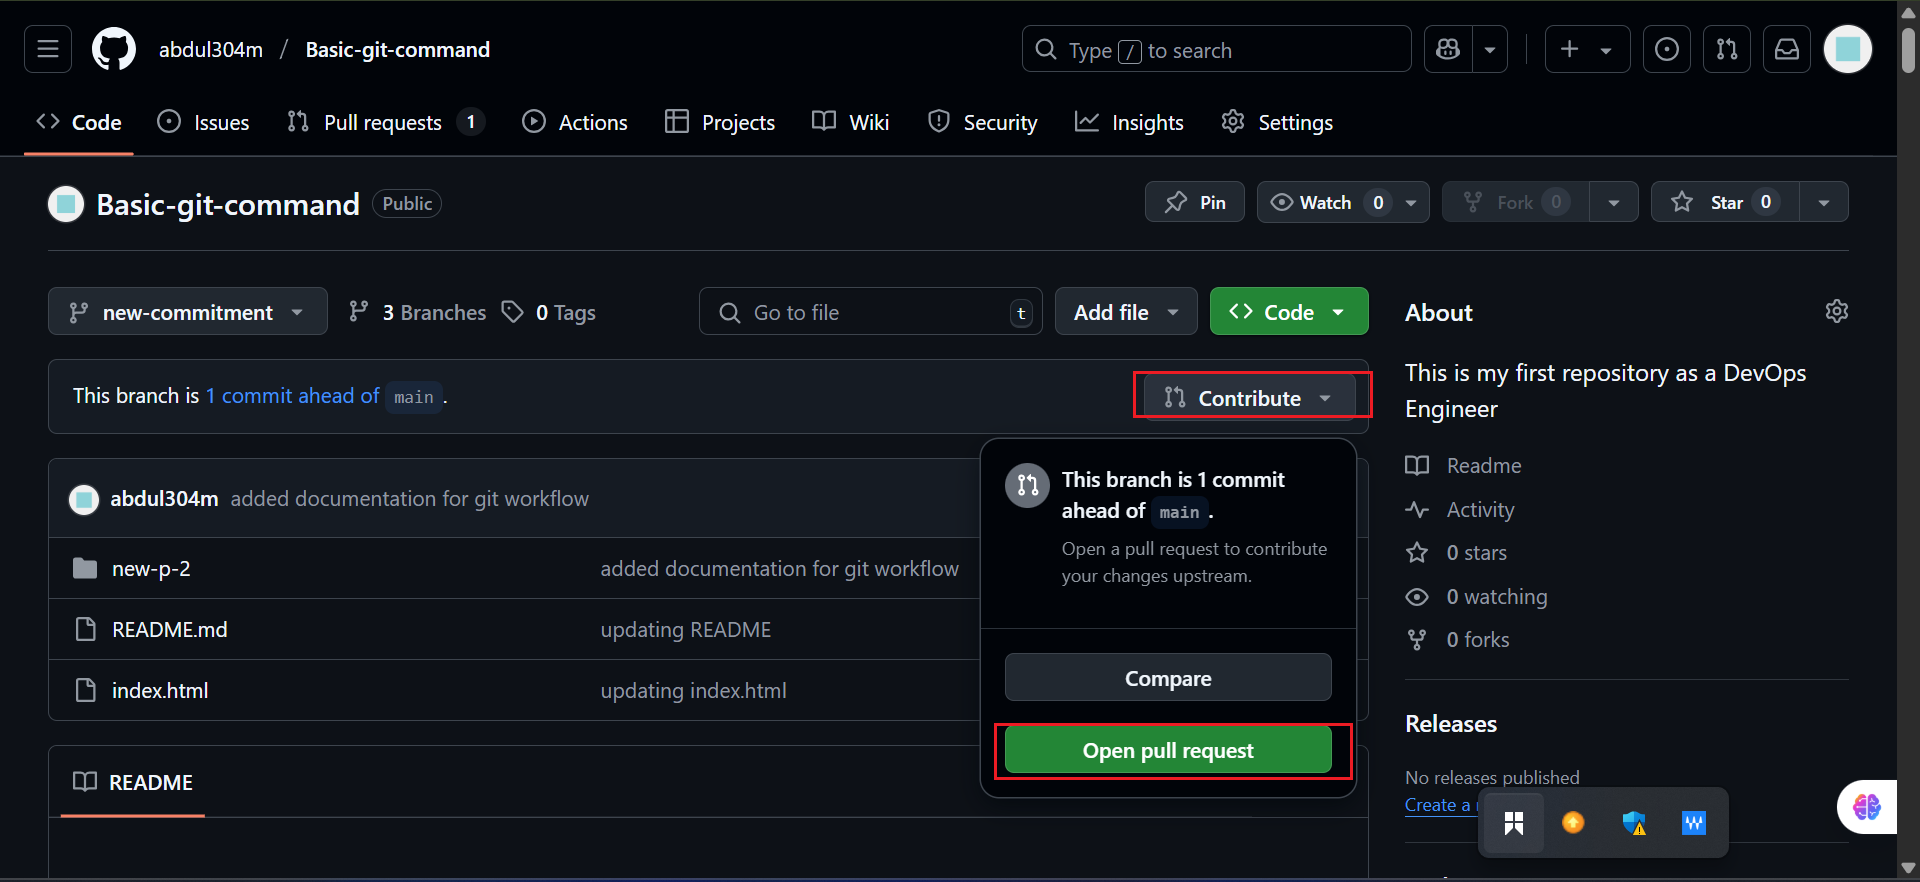 abdul304m / Basic-git-command
Type / to search
Code
Issues
Pull requests 1
Actions
Projects
Wiki
Security
Insights
Settings
Basic-git-command Public
Pin
Watch 0
Fork 0
Star 0
new-commitment
3 Branches
0 Tags
Go to file t
Add file
Code
This branch is 1 commit ahead of main .
Contribute
This branch is 1 commit
ahead of main .
Open a pull request to contribute
your changes upstream.
Compare
Open pull request
abdul304m added documentation for git workflow
new-p-2 added documentation for git workflow
README.md updating README
index.html updating index.html
README
About
This is my first repository as a DevOps
Engineer
Readme
Activity
0 stars
0 watching
0 forks
Releases
No releases published
Create a